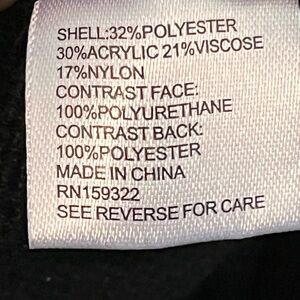 SHELL:32%POLYESTER
30%ACRYLIC 21%VISCOSE
17%NYLON
CONTRAST FACE:
100%POLYURETHANE
CONTRAST BACK:
100%POLYESTER
MADE IN CHINA
RN159322
SEE REVERSE FOR CARE